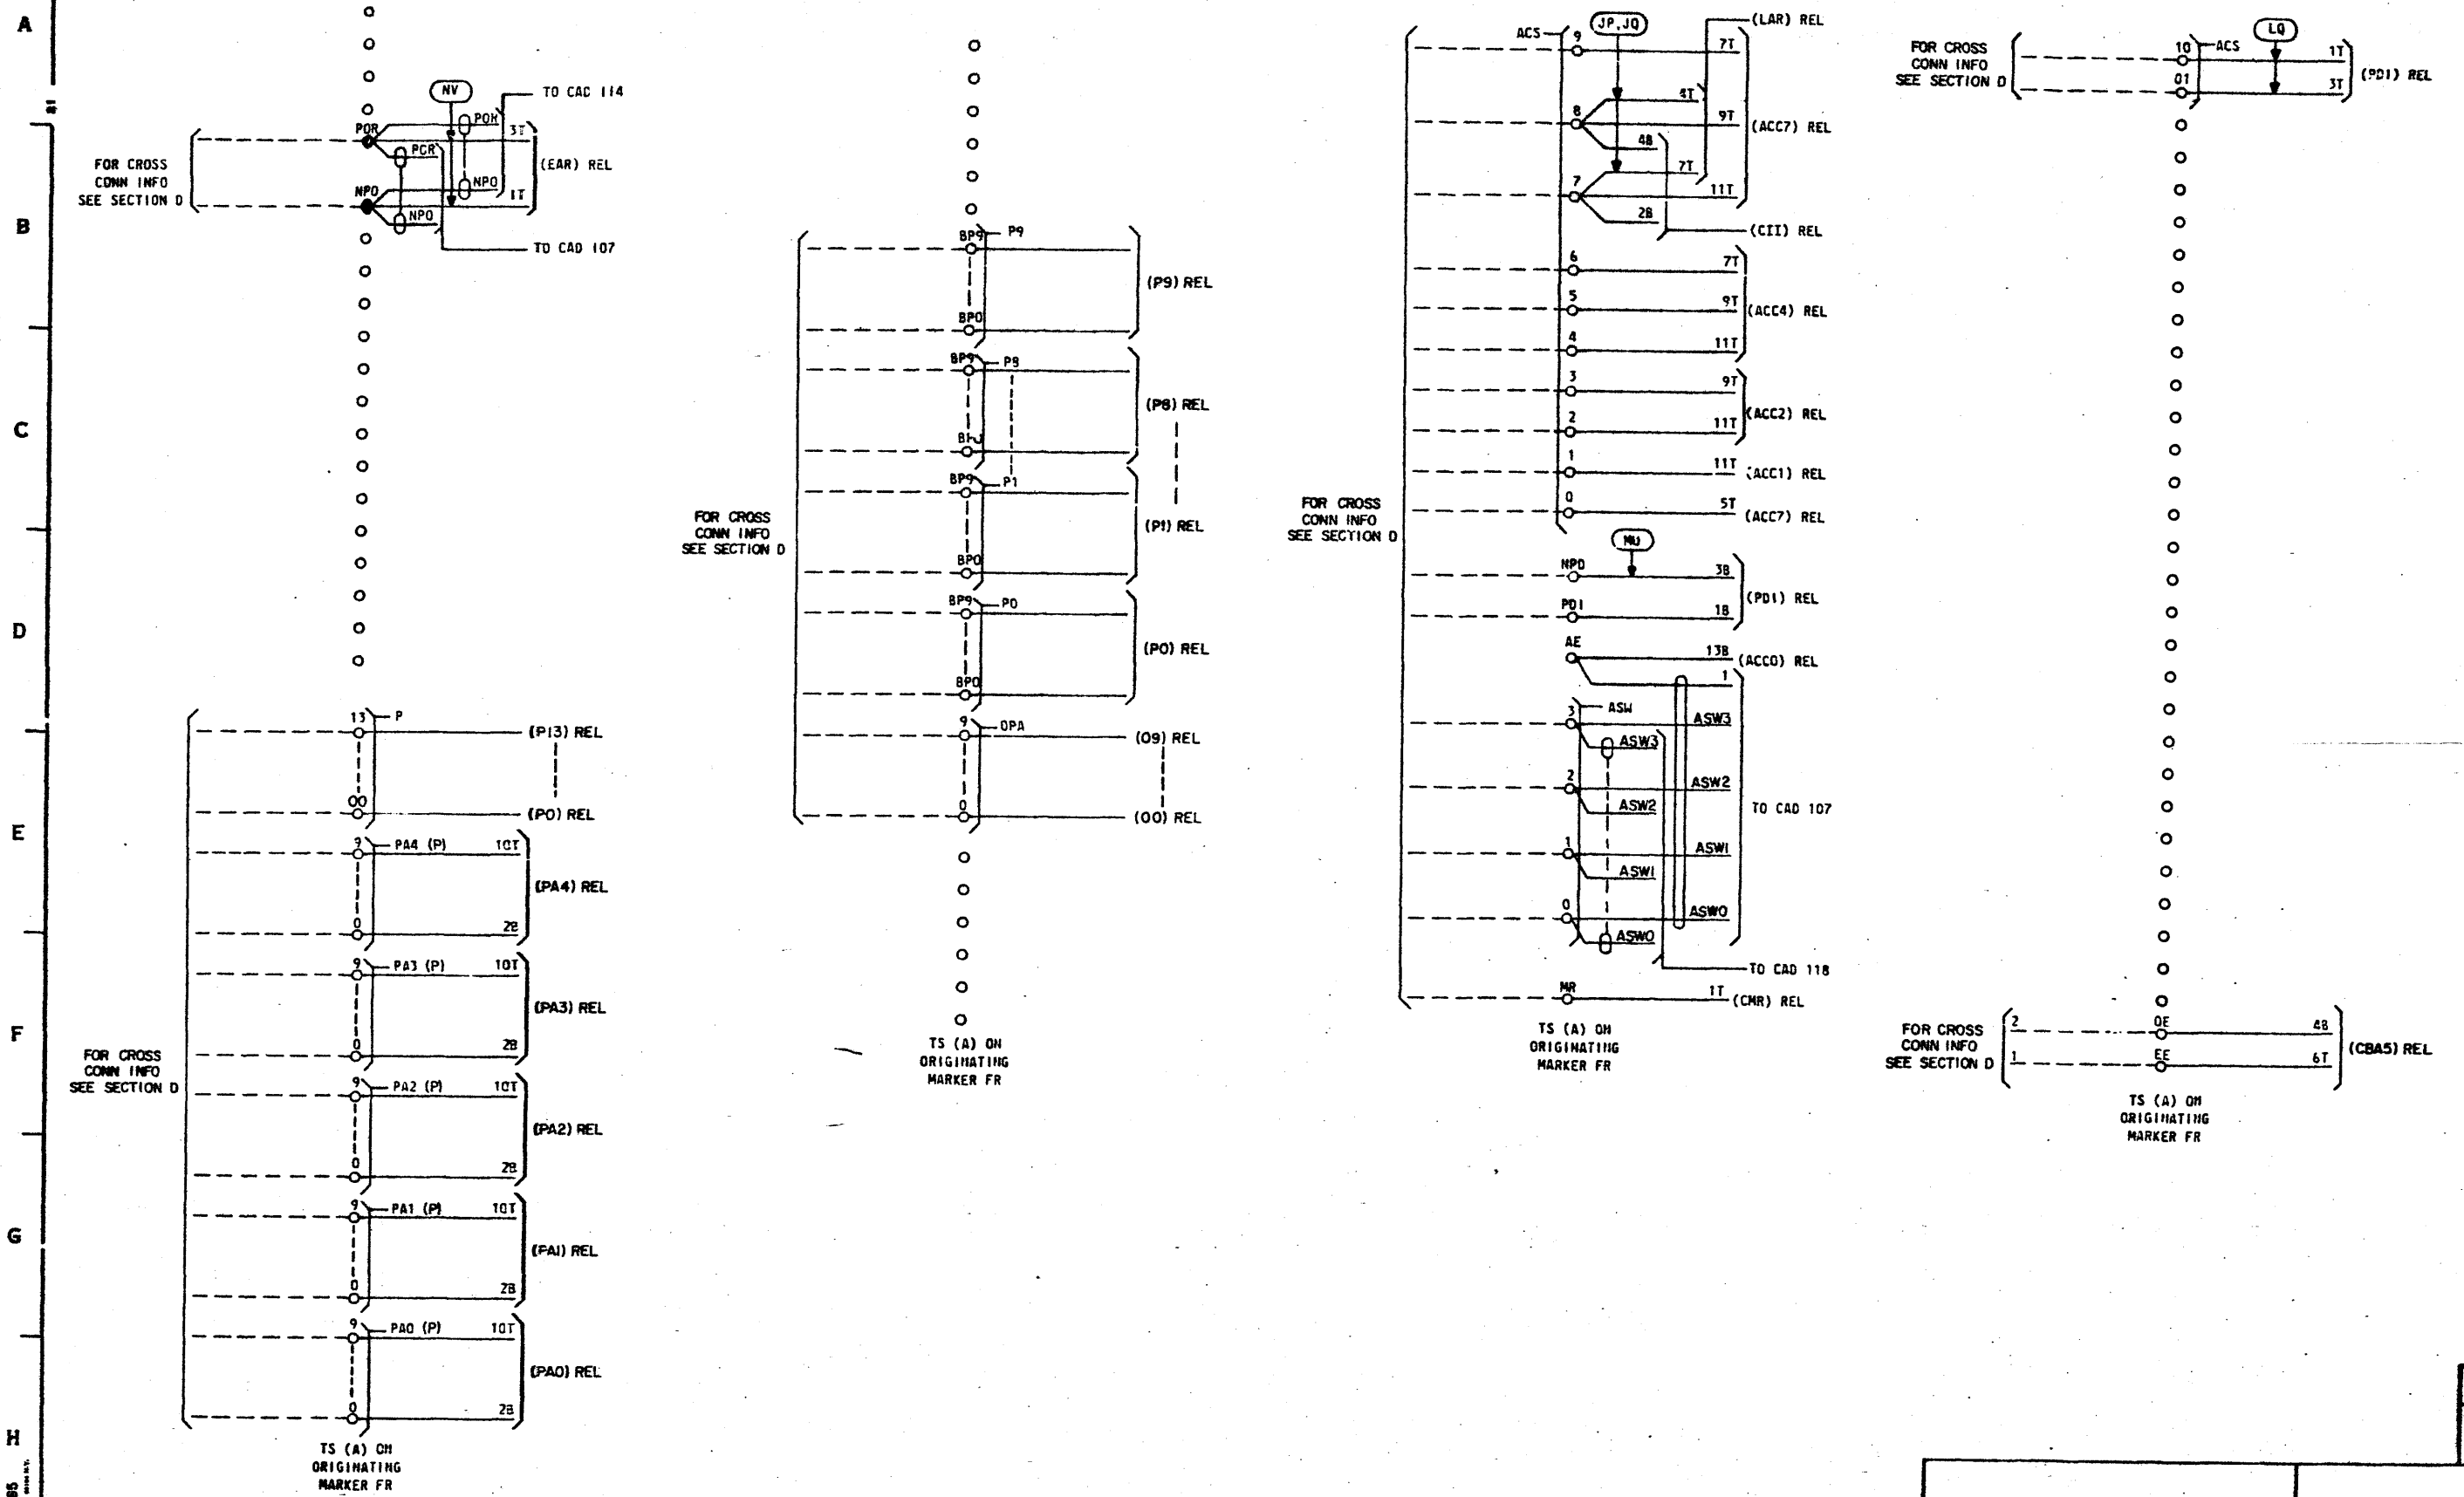 A
B
C
D
E
F
G
H
NV
TO CAD 114
POR
POR
3T
PCR
(EAR) REL
NPO
NPO
1T
NPO
TO CAD 107
FOR CROSS
CONN INFO
SEE SECTION D
13
P
(P13) REL
00
(P0) REL
9
PA4 (P)
10T
(PA4) REL
0
2B
9
PA3 (P)
10T
(PA3) REL
0
2B
9
PA2 (P)
10T
(PA2) REL
0
2B
9
PA1 (P)
10T
(PA1) REL
0
2B
9
PA0 (P)
10T
(PA0) REL
0
2B
FOR CROSS
CONN INFO
SEE SECTION D
TS (A) ON
ORIGINATING
MARKER FR
BP9
P9
(P9) REL
BP0
BP9
P8
(P8) REL
BP9
P1
(P1) REL
BP0
BP9
P0
(P0) REL
BP0
9
OPA
(09) REL
0
(00) REL
FOR CROSS
CONN INFO
SEE SECTION D
TS (A) ON
ORIGINATING
MARKER FR
ACS
9
JP,JQ
(LAR) REL
7T
4T
8
9T
(ACC7) REL
4B
7
7T
11T
2B
(CII) REL
6
7T
5
9T
(ACC4) REL
4
11T
3
9T
(ACC2) REL
2
11T
1
11T
(ACC1) REL
0
5T
(ACC7) REL
FOR CROSS
CONN INFO
SEE SECTION D
MU
NPD
3B
(PD1) REL
PD1
1B
AE
13B
(ACC0) REL
1
3
ASW
ASW3
ASW3
2
ASW2
ASW2
TO CAD 107
1
ASW1
ASW1
0
ASW0
ASW0
TO CAD 118
MR
1T
(CMR) REL
TS (A) ON
ORIGINATING
MARKER FR
FOR CROSS
CONN INFO
SEE SECTION D
10
ACS
LQ
1T
(PD1) REL
01
3T
FOR CROSS
CONN INFO
SEE SECTION D
2
OE
4B
(CBA5) REL
1
EE
6T
TS (A) ON
ORIGINATING
MARKER FR